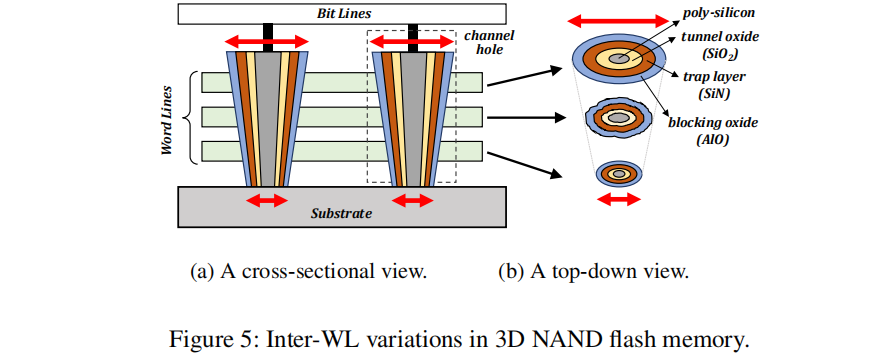 Bit Lines
channel
hole
Word Lines
Substrate
poly-silicon
tunnel oxide
(SiO₂)
trap layer
(SiN)
blocking oxide
(AlO)
(a) A cross-sectional view.
(b) A top-down view.
Figure 5: Inter-WL variations in 3D NAND flash memory.